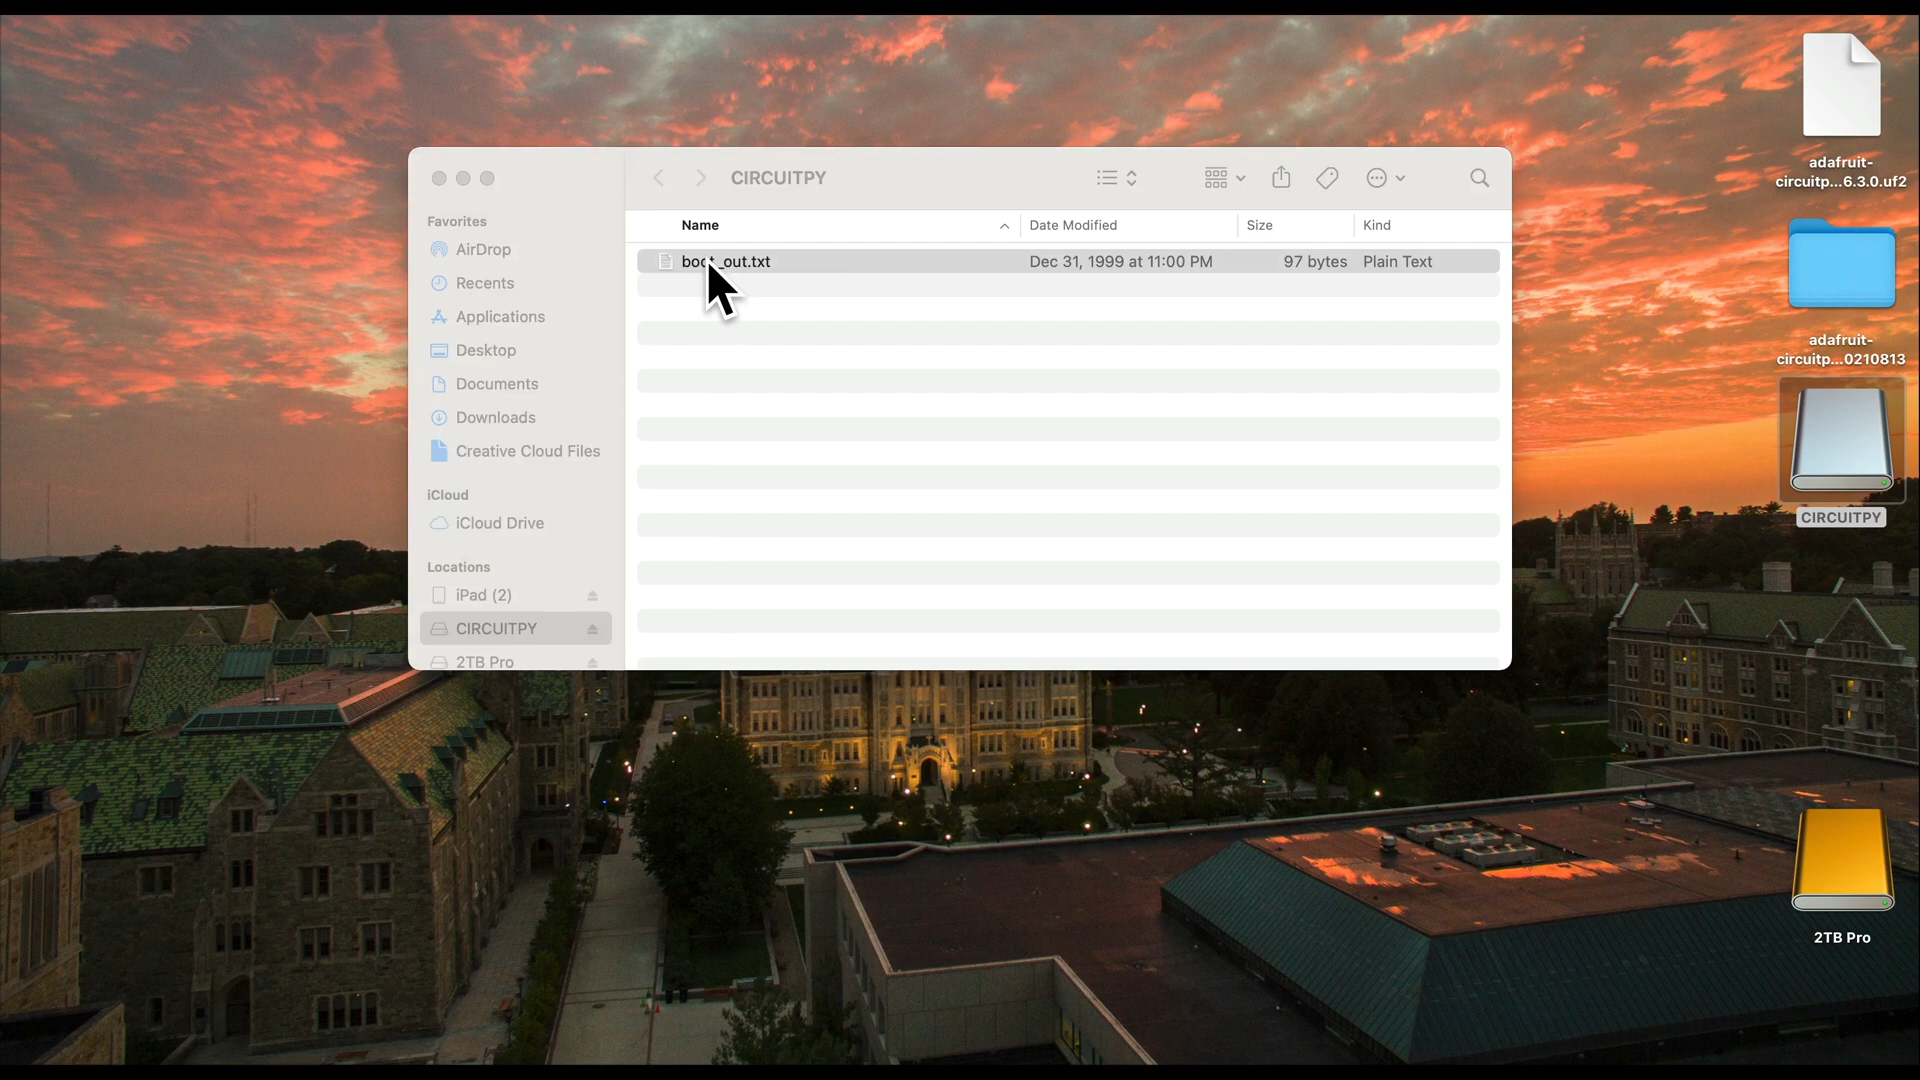 CIRCUITPY
Name
Date Modified
Size
Kind
boot_out.txt
Dec 31, 1999 at 11:00 PM
97 bytes
Plain Text
Favorites
AirDrop
Recents
Applications
Desktop
Documents
Downloads
Creative Cloud Files
iCloud
iCloud Drive
Locations
iPad (2)
CIRCUITPY
2TB Pro
adafruit-
circuitp...6.3.0.uf2
adafruit-
circuitp...0210813
CIRCUITPY
2TB Pro